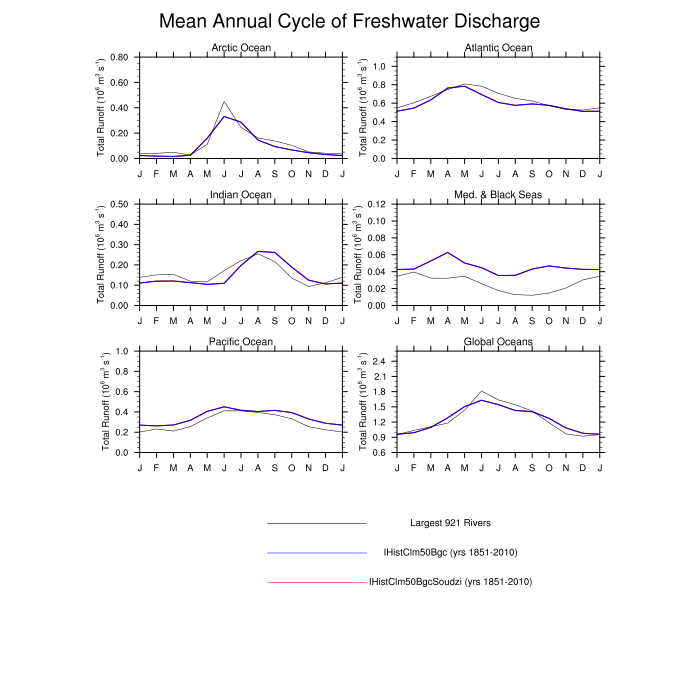 Mean Annual Cycle of Freshwater Discharge
Arctic Ocean
Total Runoff (10⁶ m³ s⁻¹)
0.80
0.60
0.40
0.20
0.00
J F M A M J J A S O N D J
Atlantic Ocean
Total Runoff (10⁶ m³ s⁻¹)
1.0
0.8
0.6
0.4
0.2
0.0
J F M A M J J A S O N D J
Indian Ocean
Total Runoff (10⁶ m³ s⁻¹)
0.50
0.40
0.30
0.20
0.10
0.00
J F M A M J J A S O N D J
Med. & Black Seas
Total Runoff (10⁶ m³ s⁻¹)
0.12
0.10
0.08
0.06
0.04
0.02
0.00
J F M A M J J A S O N D J
Pacific Ocean
Total Runoff (10⁶ m³ s⁻¹)
1.0
0.8
0.6
0.4
0.2
0.0
J F M A M J J A S O N D J
Global Oceans
Total Runoff (10⁶ m³ s⁻¹)
2.4
2.1
1.8
1.5
1.2
0.9
0.6
J F M A M J J A S O N D J
Largest 921 Rivers
IHistClm50Bgc (yrs 1851-2010)
IHistClm50BgcSoudzi (yrs 1851-2010)